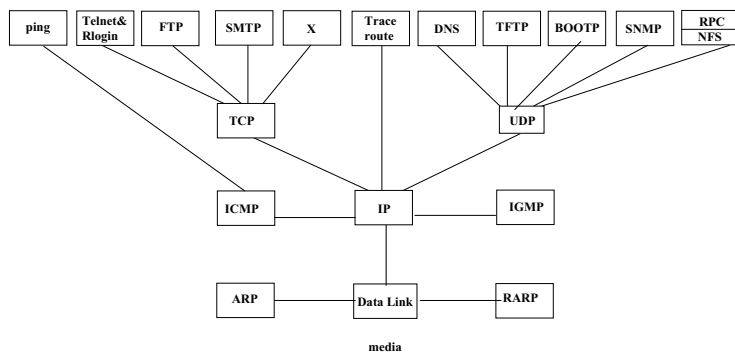 ping
Telnet&
Rlogin
FTP
SMTP
X
Trace
route
DNS
TFTP
BOOTP
SNMP
RPC
NFS
TCP
UDP
ICMP
IP
IGMP
ARP
Data Link
RARP
media